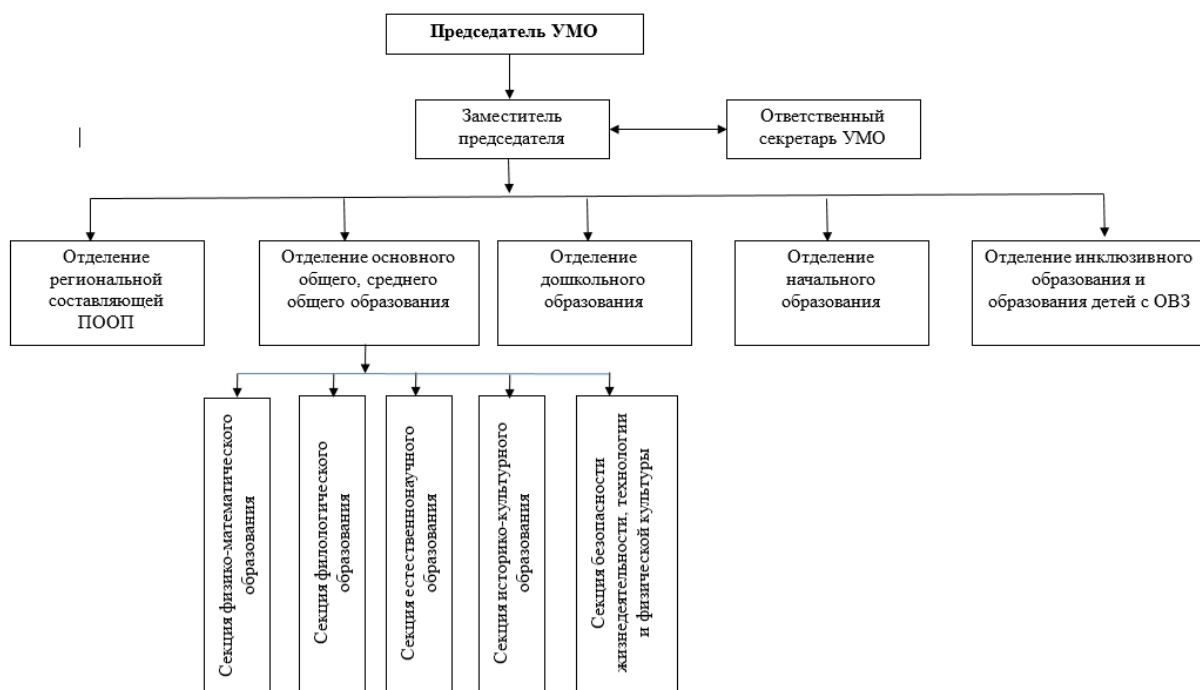 Председатель УМО
Заместитель
председателя
Ответственный
секретарь УМО
Отделение
региональной
составляющей
ПООП
Отделение основного
общего, среднего
общего образования
Отделение
дошкольного
образования
Отделение
начального
образования
Отделение инклюзивного
образования и
образования детей с ОВЗ
Секция физико-математического
образования
Секция филологического
образования
Секция естественнонаучного
образования
Секция историко-культурного
образования
Секция безопасности
жизнедеятельности, технологии
и физической культуры